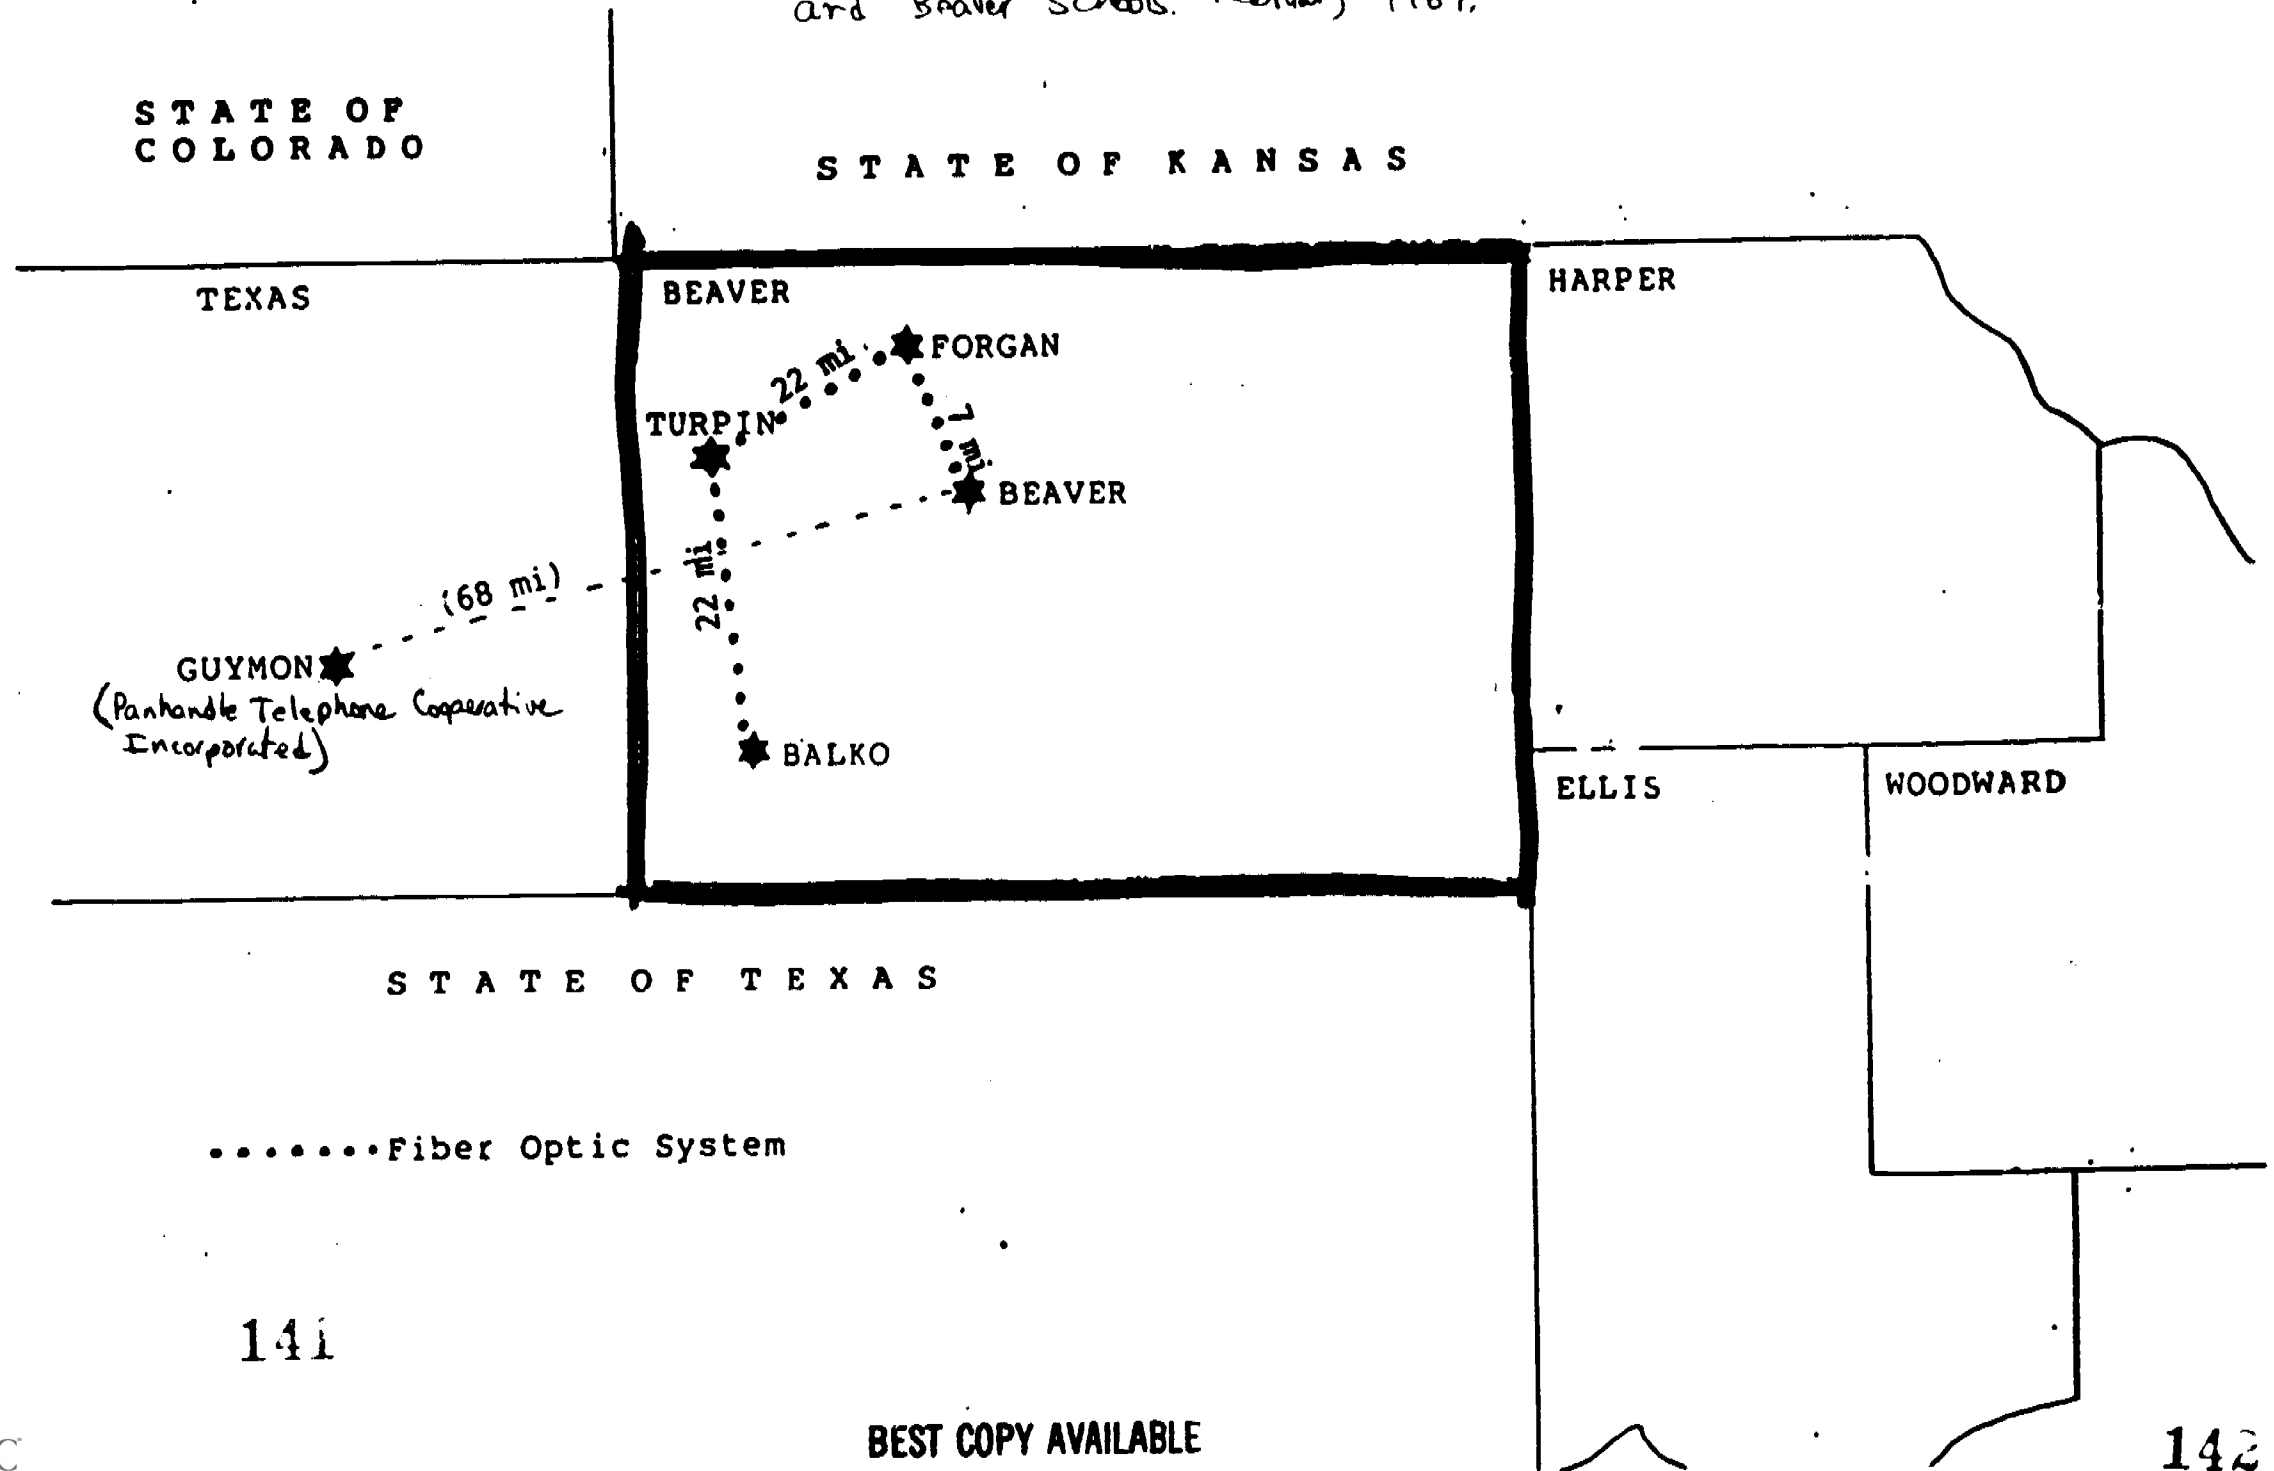 and Beaver Schools.
STATE OF
COLORADO
STATE OF KANSAS
TEXAS
BEAVER
HARPER
22 mi
FORGAN
TURPIN
7 mi
BEAVER
22 mi
(68 mi)
GUYMON
(Panhandle Telephone Cooperative
Incorporated)
BALKO
ELLIS
WOODWARD
STATE OF TEXAS
Fiber Optic System
141
BEST COPY AVAILABLE
142